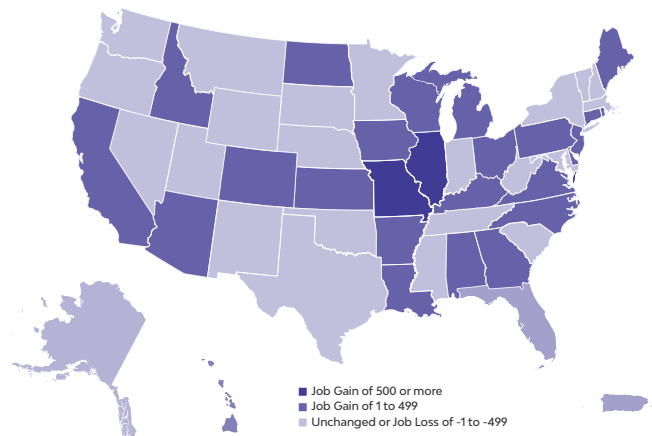 Job Gain of 500 or more
Job Gain of 1 to 499
Unchanged or Job Loss of -1 to -499